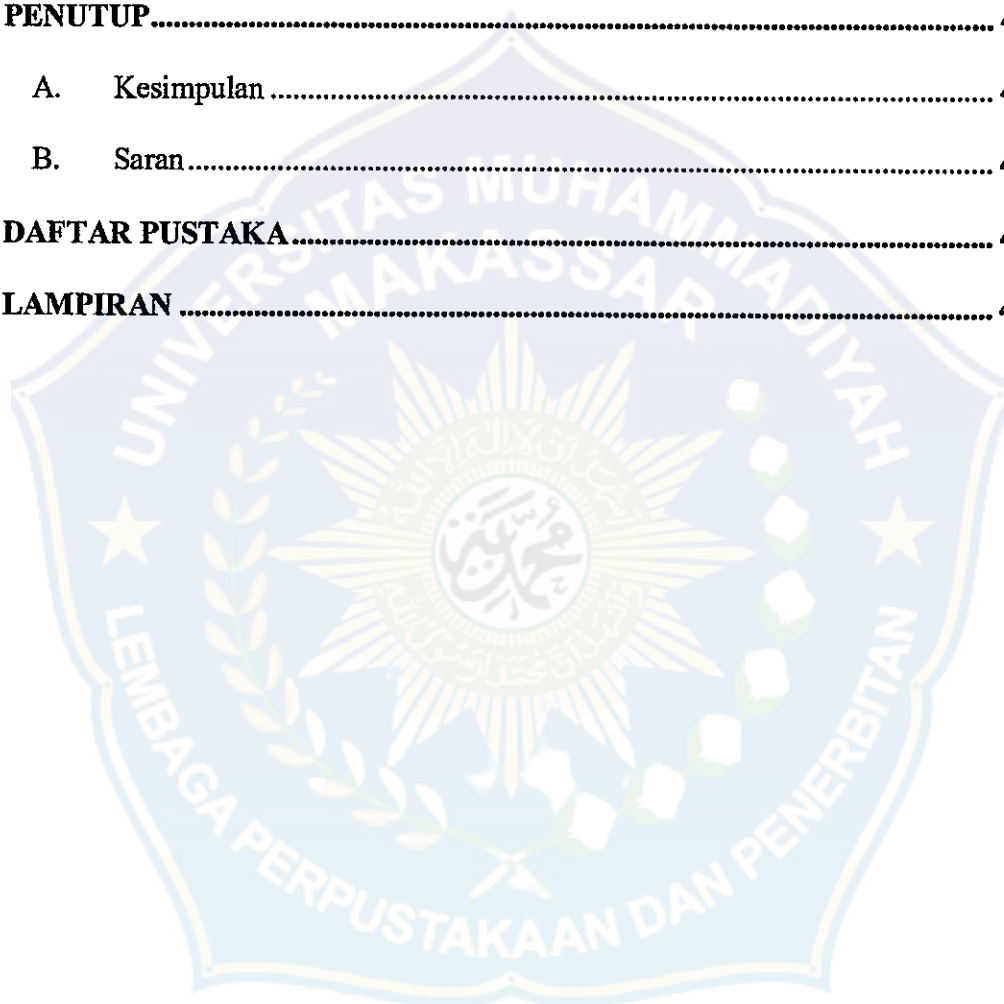 PENUTUP
A. Kesimpulan
B. Saran
DAFTAR PUSTAKA
LAMPIRAN
UNIVERSITAS MUHAMMADIYAH
MAKASSAR
LEMBAGA PERPUSTAKAAN DAN PENERBITAN